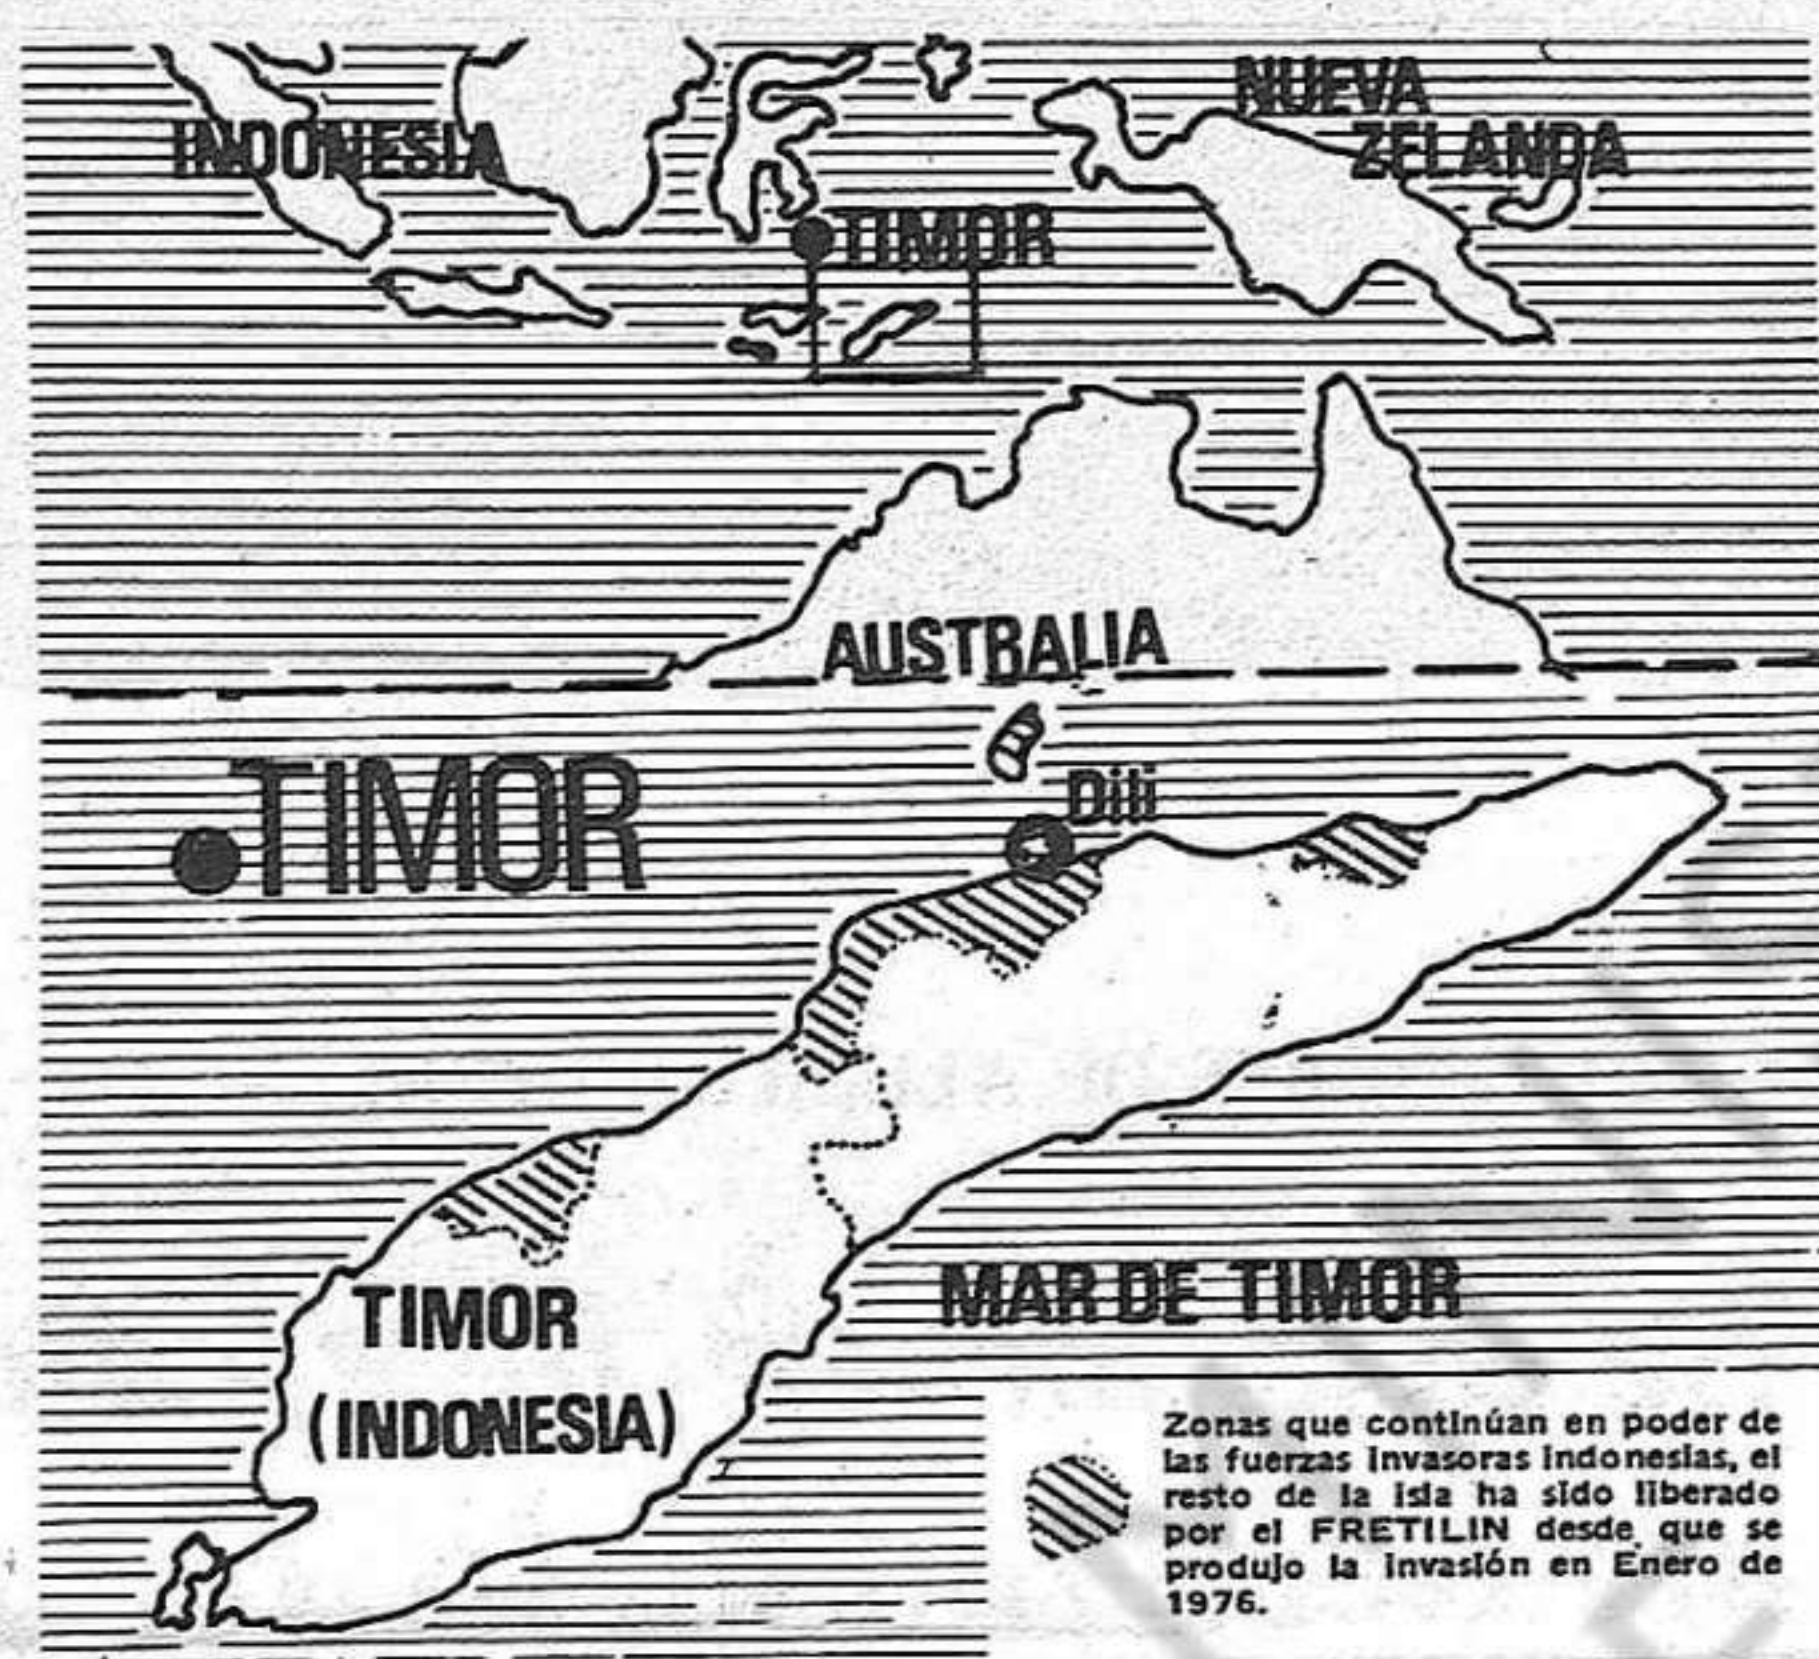 NUEVA
ZELANDA
INDONESIA
TIMOR
AUSTRALIA
TIMOR
Dili
TIMOR
(INDONESIA)
MAR DE TIMOR
Zonas que continúan en poder de
las fuerzas invasoras indonesias, el
resto de la isla ha sido liberado
por el FRETILIN desde que se
produjo la invasión en Enero de
1976.